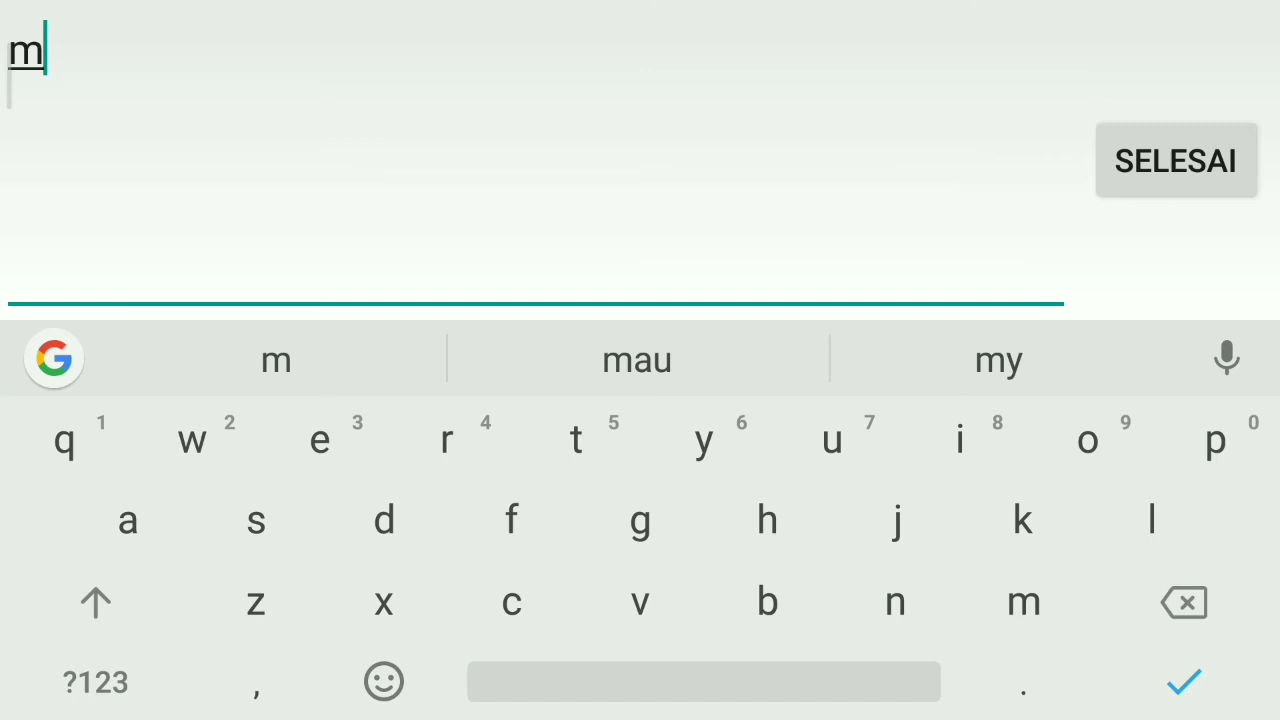 m
SELESAI
m mau my
q 1 w 2 e 3 r 4 t 5 y 6 u 7 i 8 o 9 p 0
a s d f g h j k l
z x c v b n m
?123 , .